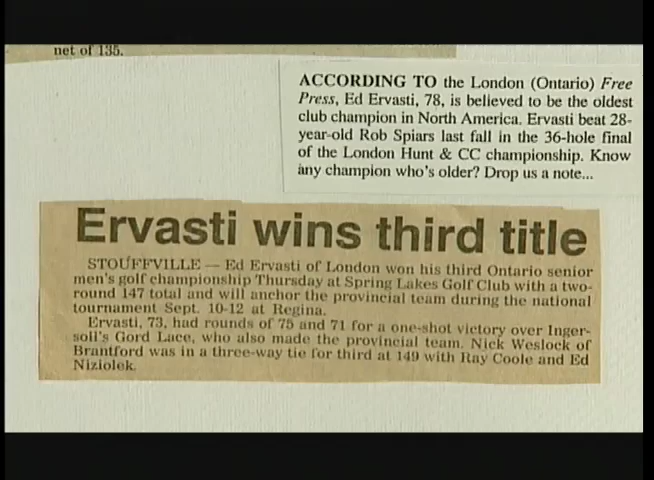 net of 135.
ACCORDING TO the London (Ontario) Free
Press, Ed Ervasti, 78, is believed to be the oldest
club champion in North America. Ervasti beat 28-
year-old Rob Spiars last fall in the 36-hole final
of the London Hunt & CC championship. Know
any champion who's older? Drop us a note...
Ervasti wins third title
STOUFFVILLE — Ed Ervasti of London won his third Ontario senior
men's golf championship Thursday at Spring Lakes Golf Club with a two-
round 147 total and will anchor the provincial team during the national
tournament Sept. 10-12 at Regina.
Ervasti, 73, had rounds of 75 and 71 for a one-shot victory over Inger-
soll's Gord Lace, who also made the provincial team. Nick Weslock of
Brantford was in a three-way tie for third at 149 with Ray Coole and Ed
Niziolek.